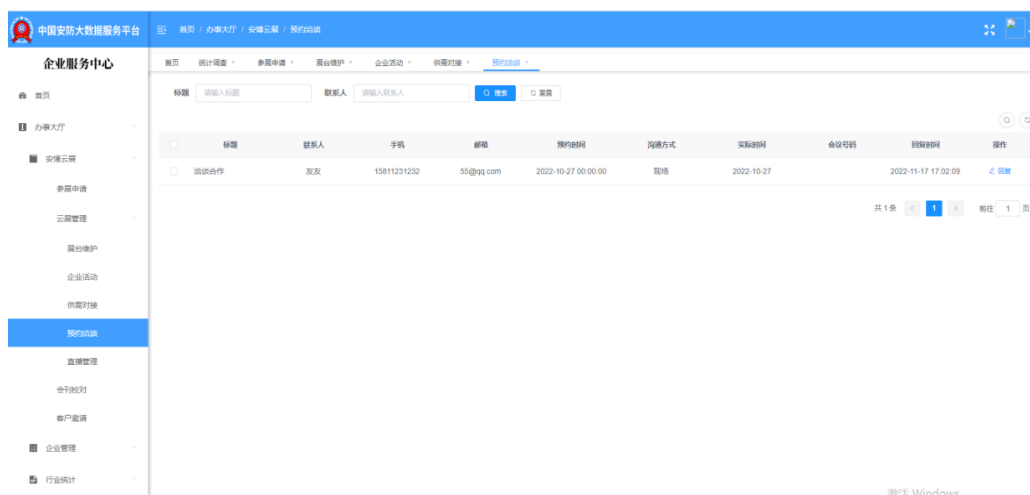 中国安防大数据服务平台
首页 / 办事大厅 / 安博云展 / 预约洽谈
企业服务中心
首页 统计调查 × 参展申请 × 展台维护 × 企业活动 × 供需对接 × 预约洽谈 ×
首页
办事大厅
安博云展
参展申请
云展管理
展台维护
企业活动
供需对接
预约洽谈
直播管理
会刊校对
客户邀请
企业管理
行业统计
标题 请输入标题 联系人 请输入联系人 搜索 重置
标题 联系人 手机 邮箱 预约时间 沟通方式 实际时间 会议号码 回复时间 操作
洽谈合作 友友 15811231232 55@qq.com 2022-10-27 00:00:00 现场 2022-10-27 2022-11-17 17:02:09 回复
共 1 条 < 1 > 前往 1 页
激活 Windows